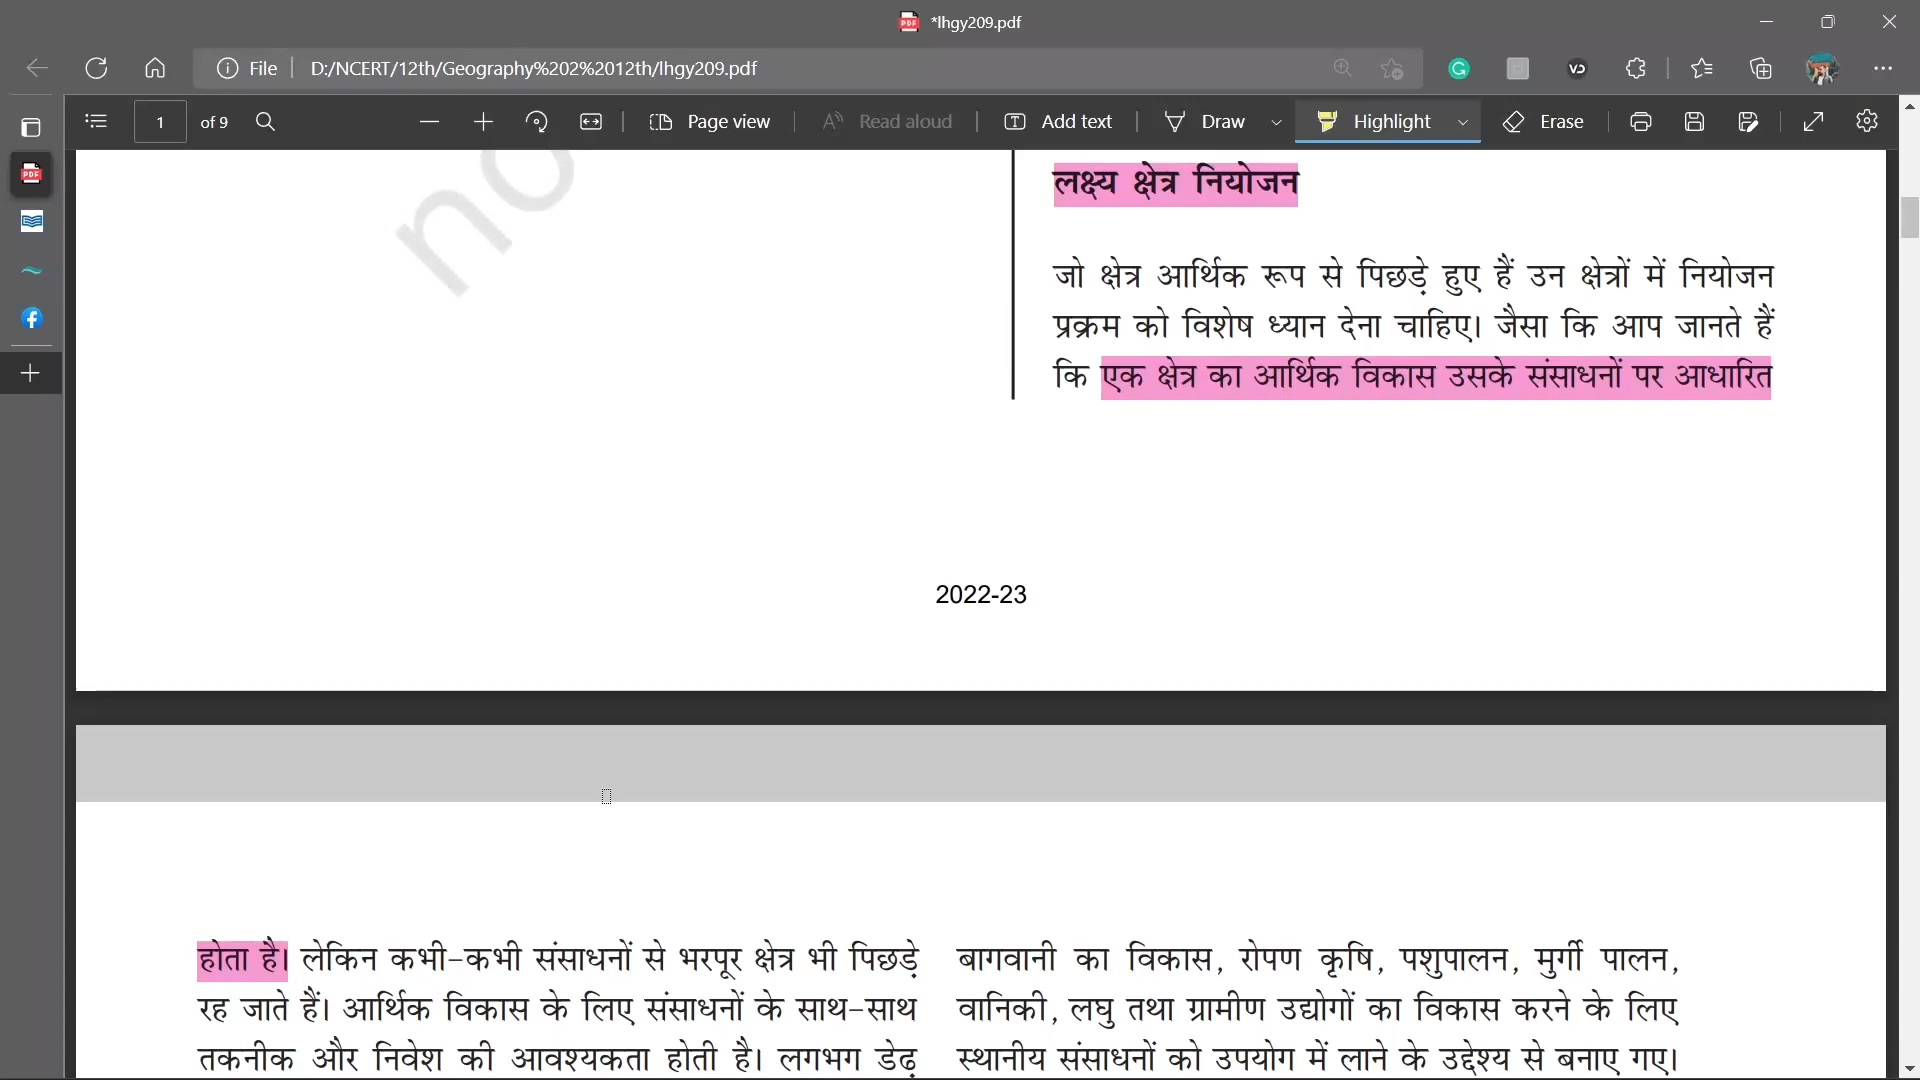 *lhgy209.pdf
File
D:/NCERT/12th/Geography%202%2012th/lhgy209.pdf
1 of 9
Page view
Read aloud
Add text
Draw
Highlight
Erase
no
लक्ष्य क्षेत्र नियोजन
जो क्षेत्र आर्थिक रूप से पिछड़े हुए हैं उन क्षेत्रों में नियोजन
प्रक्रम को विशेष ध्यान देना चाहिए। जैसा कि आप जानते हैं
कि एक क्षेत्र का आर्थिक विकास उसके संसाधनों पर आधारित
2022-23
होता है। लेकिन कभी-कभी संसाधनों से भरपूर क्षेत्र भी पिछड़े
रह जाते हैं। आर्थिक विकास के लिए संसाधनों के साथ-साथ
तकनीक और निवेश की आवश्यकता होती है। लगभग डेढ़
बागवानी का विकास, रोपण कृषि, पशुपालन, मुर्गी पालन,
वानिकी, लघु तथा ग्रामीण उद्योगों का विकास करने के लिए
स्थानीय संसाधनों को उपयोग में लाने के उद्देश्य से बनाए गए।